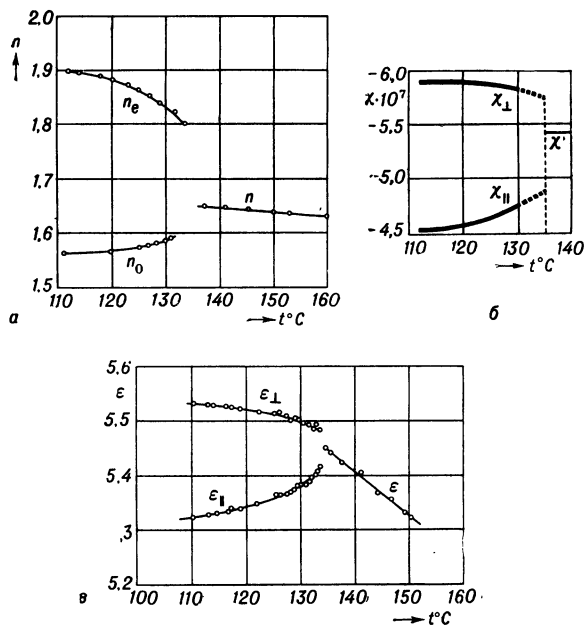 n
2,0
1,9
1,8
1,7
1,6
1,5
nₑ
n
n₀
110 120 130 140 150 160
t°C
а
−6,0
χ·10⁷
−5,5
−5,0
−4,5
χ⊥
χ
χ∥
110 120 130 140
t°C
б
5,6
ε
5,5
5,4
,3
5,2
ε⊥
ε∥
ε
100 110 120 130 140 150 160
t°C
в